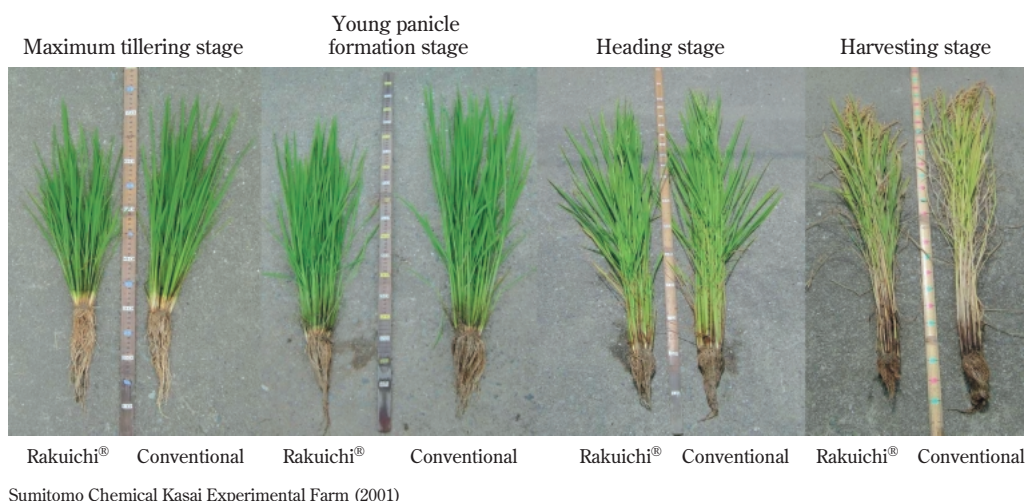 Maximum tillering stage
Young panicle
formation stage
Heading stage
Harvesting stage
Rakuichi® Conventional
Rakuichi® Conventional
Rakuichi® Conventional
Rakuichi® Conventional
Sumitomo Chemical Kasai Experimental Farm (2001)